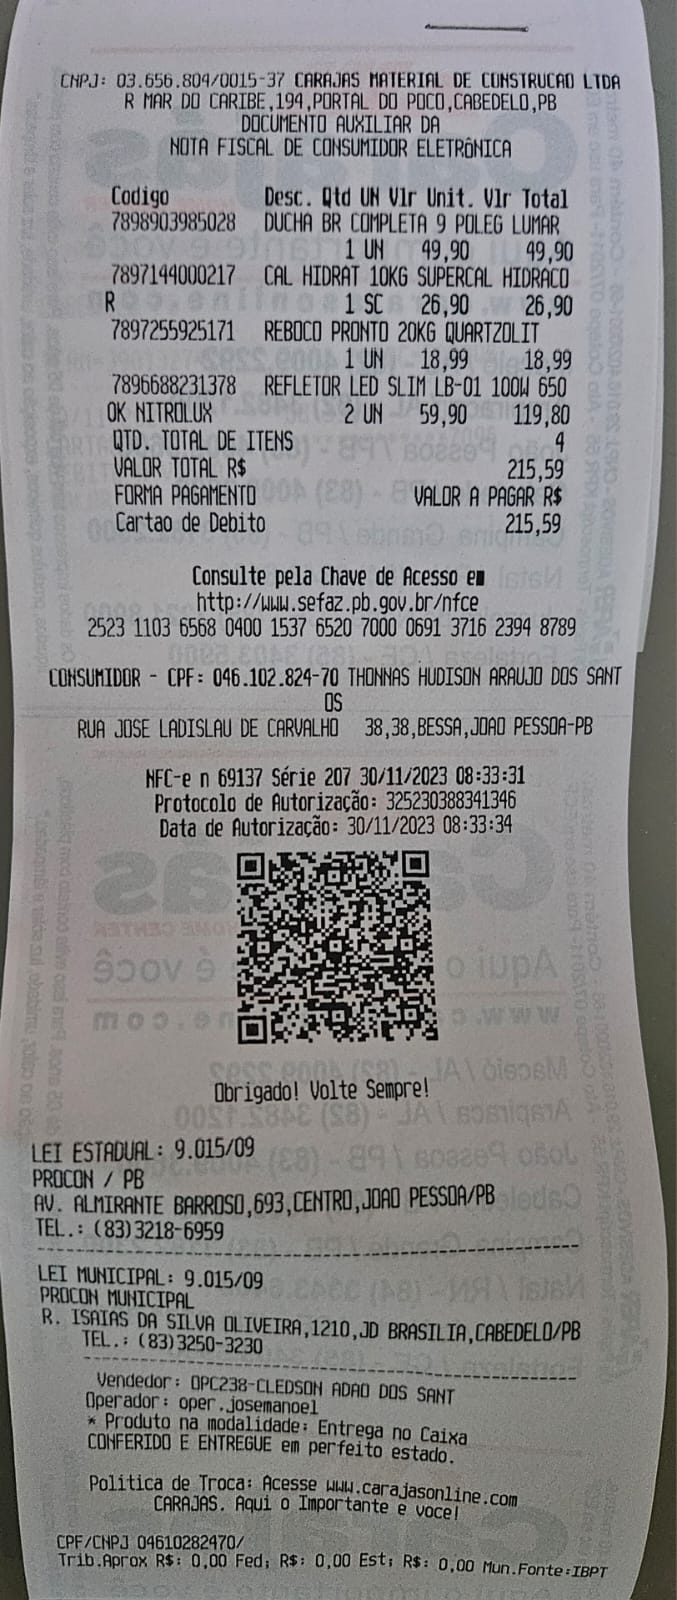 CNPJ: 03.656.804/0015-37 CARAJAS MATERIAL DE CONSTRUCAO LTDA
R MAR DO CARIBE,194,PORTAL DO POCO,CABEDELO,PB
DOCUMENTO AUXILIAR DA
NOTA FISCAL DE CONSUMIDOR ELETRôNICA
Codigo Desc. Qtd UN Vlr Unit. Vlr Total
7898903985028 DUCHA BR COMPLETA 9 POLEG LUMAR
1 UN 49,90 49,90
7897144000217 CAL HIDRAT 10KG SUPERCAL HIDRACO
R 1 SC 26,90 26,90
7897255925171 REBOCO PRONTO 20KG QUARTZOLIT
1 UN 18,99 18,99
7896688231378 REFLETOR LED SLIM LB-01 100W 650
OK NITROLUX 2 UN 59,90 119,80
QTD. TOTAL DE ITENS 4
VALOR TOTAL R$ 215,59
FORMA PAGAMENTO VALOR A PAGAR R$
Cartao de Debito 215,59
Consulte pela Chave de Acesso em
http://www.sefaz.pb.gov.br/nfce
2523 1103 6568 0400 1537 6520 7000 0691 3716 2394 8789
CONSUMIDOR - CPF: 046.102.824-70 THONNAS HUDISON ARAUJO DOS SANT
OS
RUA JOSE LADISLAU DE CARVALHO 38,38,BESSA,JOAO PESSOA-PB
NFC-e n 69137 Série 207 30/11/2023 08:33:31
Protocolo de Autorização: 325230388341346
Data de Autorização: 30/11/2023 08:33:34
Obrigado! Volte Sempre!
LEI ESTADUAL: 9.015/09
PROCON / PB
AV. ALMIRANTE BARROSO,693,CENTRO,JOAO PESSOA/PB
TEL.: (83)3218-6959
LEI MUNICIPAL: 9.015/09
PROCON MUNICIPAL
R. ISAIAS DA SILVA OLIVEIRA,1210,JD BRASILIA,CABEDELO/PB
TEL.: (83)3250-3230
Vendedor: OPC238-CLEDSON ADAO DOS SANT
Operador: oper.josemanoel
* Produto na modalidade: Entrega no Caixa
CONFERIDO E ENTREGUE em perfeito estado.
Politica de Troca: Acesse www.carajasonline.com
CARAJAS. Aqui o Importante e voce!
CPF/CNPJ 04610282470/
Trib.Aprox R$: 0,00 Fed; R$: 0,00 Est; R$: 0,00 Mun.Fonte:IBPT